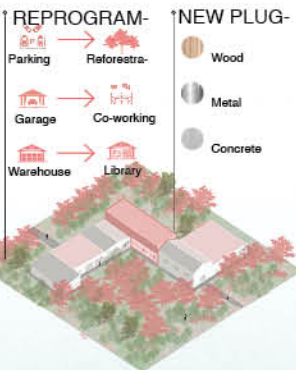 REPROGRAM-
Parking
Reforestra-
Garage
Co-working
Warehouse
Library
NEW PLUG-
Wood
Metal
Concrete